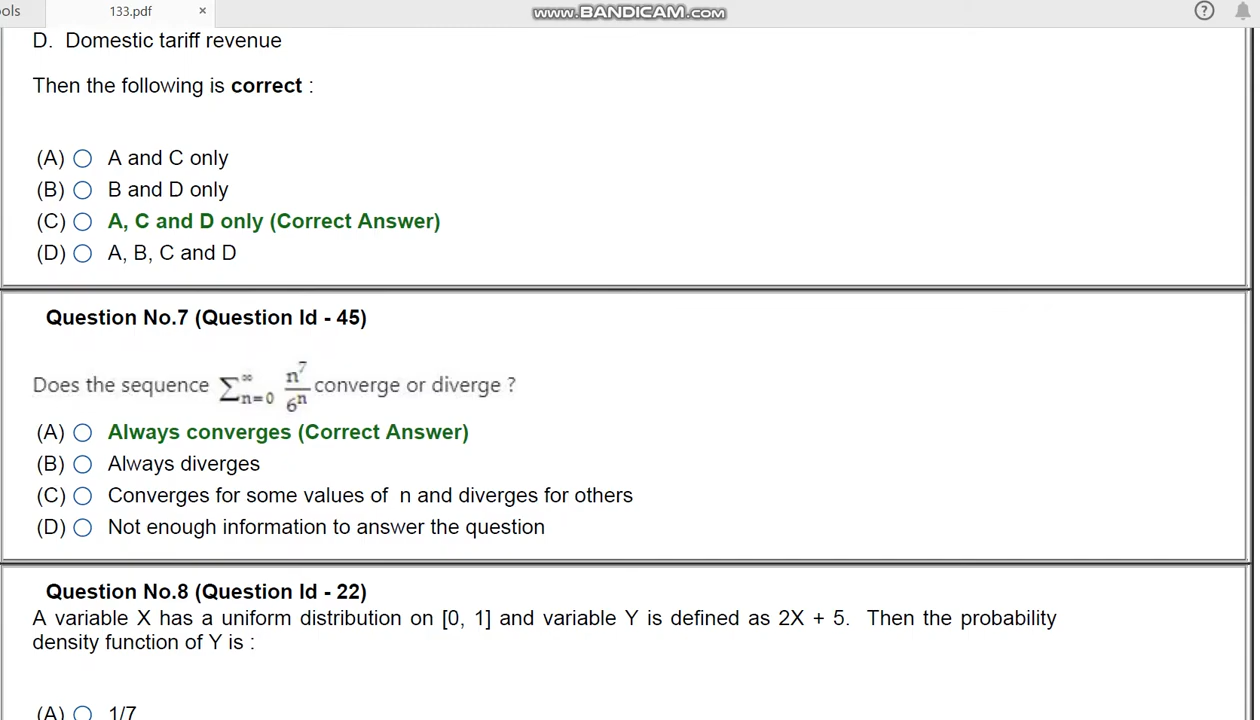 ols 133.pdf × www.BANDICAM.com ?
D. Domestic tariff revenue
Then the following is correct :
(A) A and C only
(B) B and D only
(C) A, C and D only (Correct Answer)
(D) A, B, C and D
Question No.7 (Question Id - 45)
Does the sequence ∑∞n=0 n⁷/6ⁿ converge or diverge ?
(A) Always converges (Correct Answer)
(B) Always diverges
(C) Converges for some values of n and diverges for others
(D) Not enough information to answer the question
Question No.8 (Question Id - 22)
A variable X has a uniform distribution on [0, 1] and variable Y is defined as 2X + 5. Then the probability
density function of Y is :
(A) 1/7